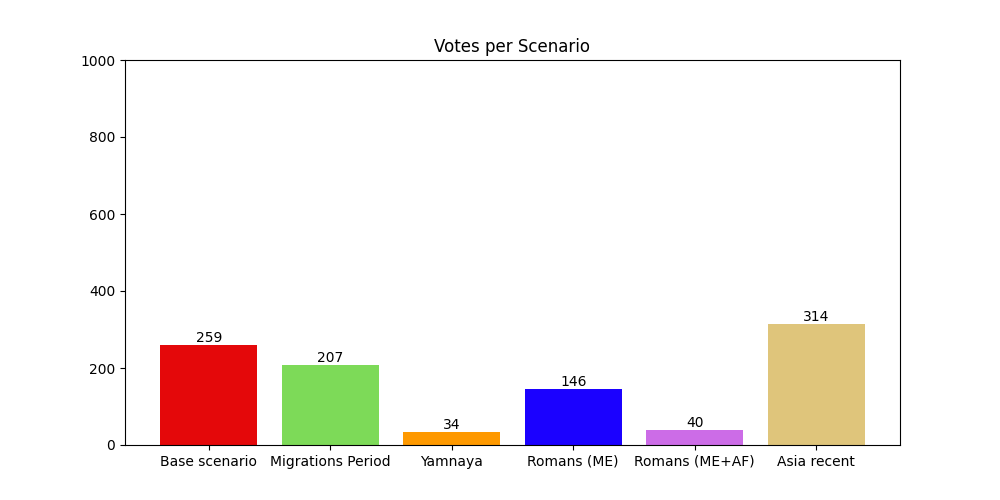 Votes per Scenario
1000
800
600
400
200
0
259
207
34
146
40
314
Base scenario
Migrations Period
Yamnaya
Romans (ME)
Romans (ME+AF)
Asia recent